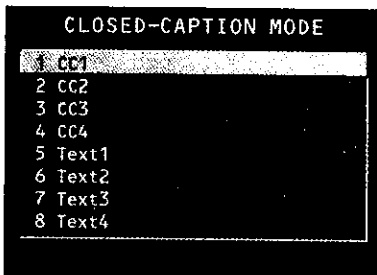 CLOSED-CAPTION MODE
1 CC1
2 CC2
3 CC3
4 CC4
5 Text1
6 Text2
7 Text3
8 Text4